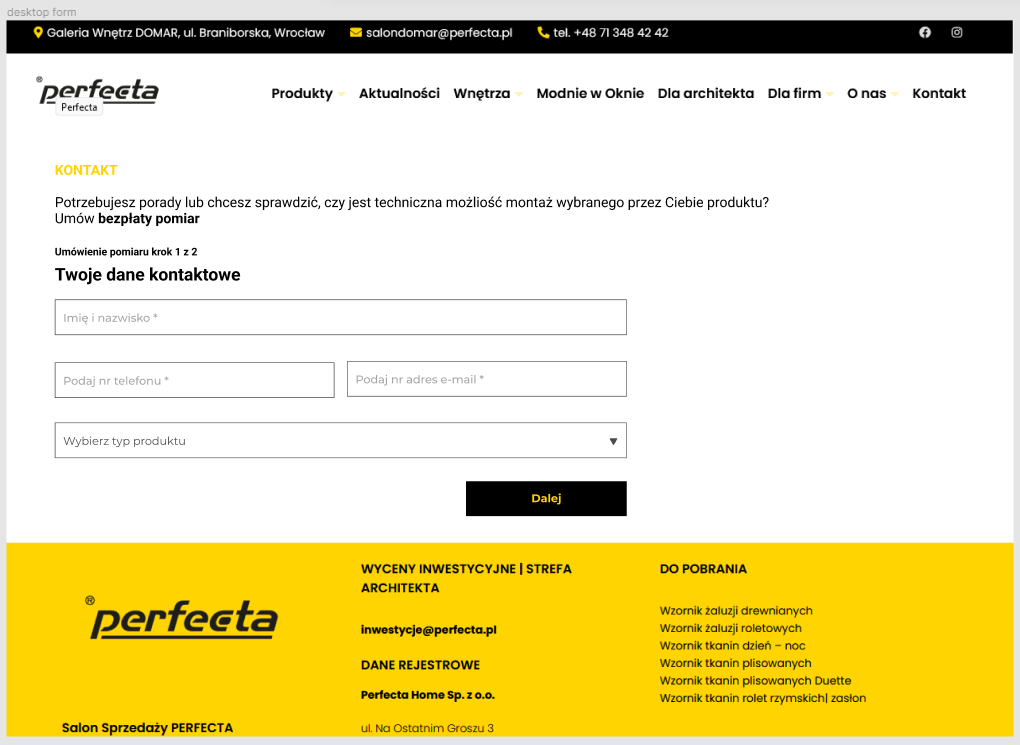 desktop form
Galeria Wnętrz DOMAR, ul. Braniborska, Wrocław salondomar@perfecta.pl tel. +48 71 348 42 42
®perfecta
Perfecta
Produkty Aktualności Wnętrza Modnie w Oknie Dla architekta Dla firm O nas Kontakt
KONTAKT
Potrzebujesz porady lub chcesz sprawdzić, czy jest techniczna możliość montaż wybranego przez Ciebie produktu?
Umów bezpłaty pomiar
Umówienie pomiaru krok 1 z 2
Twoje dane kontaktowe
Imię i nazwisko *
Podaj nr telefonu * Podaj nr adres e-mail *
Wybierz typ produktu
Dalej
®perfecta
Salon Sprzedaży PERFECTA
WYCENY INWESTYCYJNE | STREFA
ARCHITEKTA
inwestycje@perfecta.pl
DANE REJESTROWE
Perfecta Home Sp. z o.o.
ul. Na Ostatnim Groszu 3
DO POBRANIA
Wzornik żaluzji drewnianych
Wzornik żaluzji roletowych
Wzornik tkanin dzień – noc
Wzornik tkanin plisowanych
Wzornik tkanin plisowanych Duette
Wzornik tkanin rolet rzymskich| zasłon